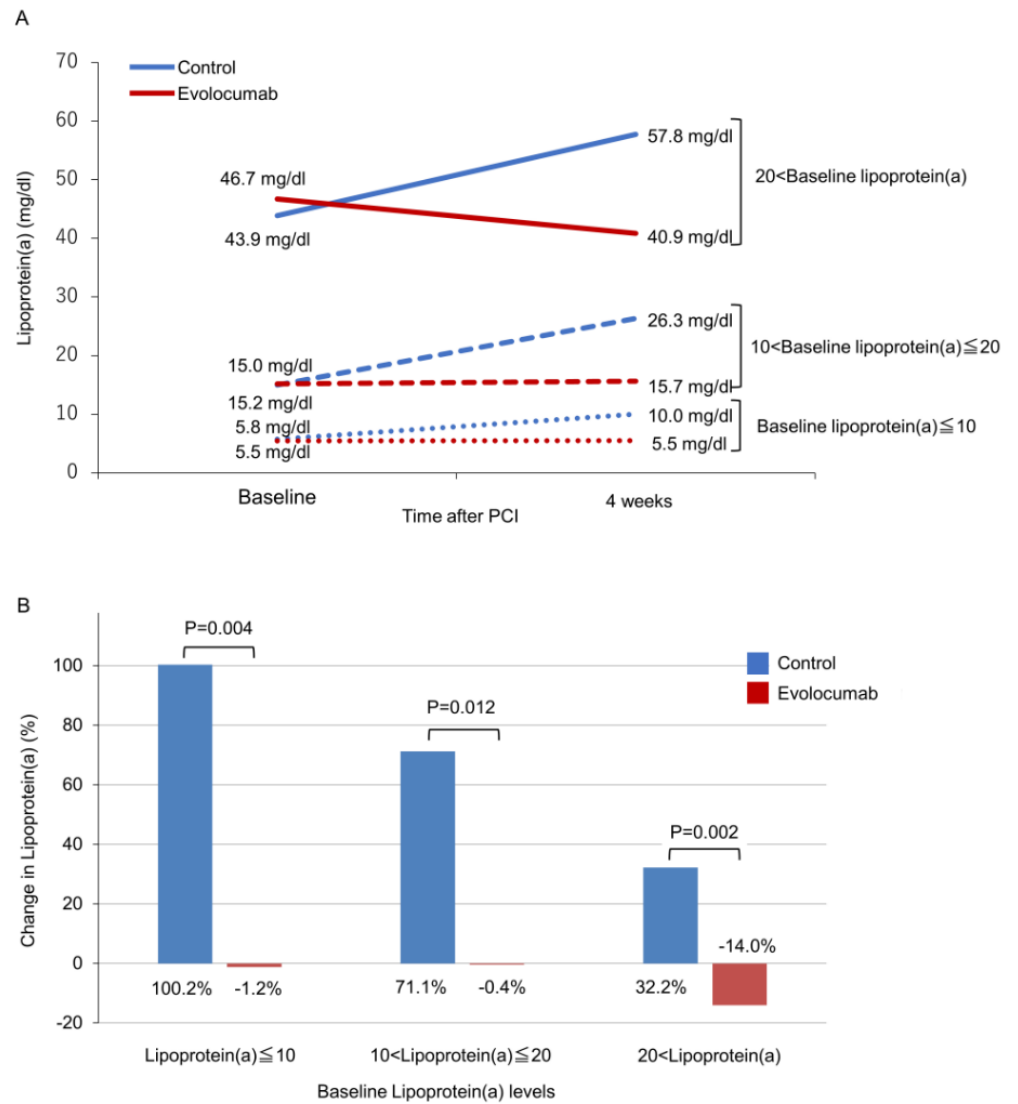 A
70
60
50
40
30
20
10
0
Lipoprotein(a) (mg/dl)
Control
Evolocumab
46.7 mg/dl
43.9 mg/dl
57.8 mg/dl
40.9 mg/dl
20<Baseline lipoprotein(a)
15.0 mg/dl
15.2 mg/dl
26.3 mg/dl
15.7 mg/dl
10<Baseline lipoprotein(a)≦20
5.8 mg/dl
5.5 mg/dl
10.0 mg/dl
5.5 mg/dl
Baseline lipoprotein(a)≦10
Baseline
4 weeks
Time after PCI
B
Change in Lipoprotein(a) (%)
100
80
60
40
20
0
-20
Control
Evolocumab
P=0.004
P=0.012
P=0.002
100.2%
-1.2%
71.1%
-0.4%
32.2%
-14.0%
Lipoprotein(a)≦10
10<Lipoprotein(a)≦20
20<Lipoprotein(a)
Baseline Lipoprotein(a) levels